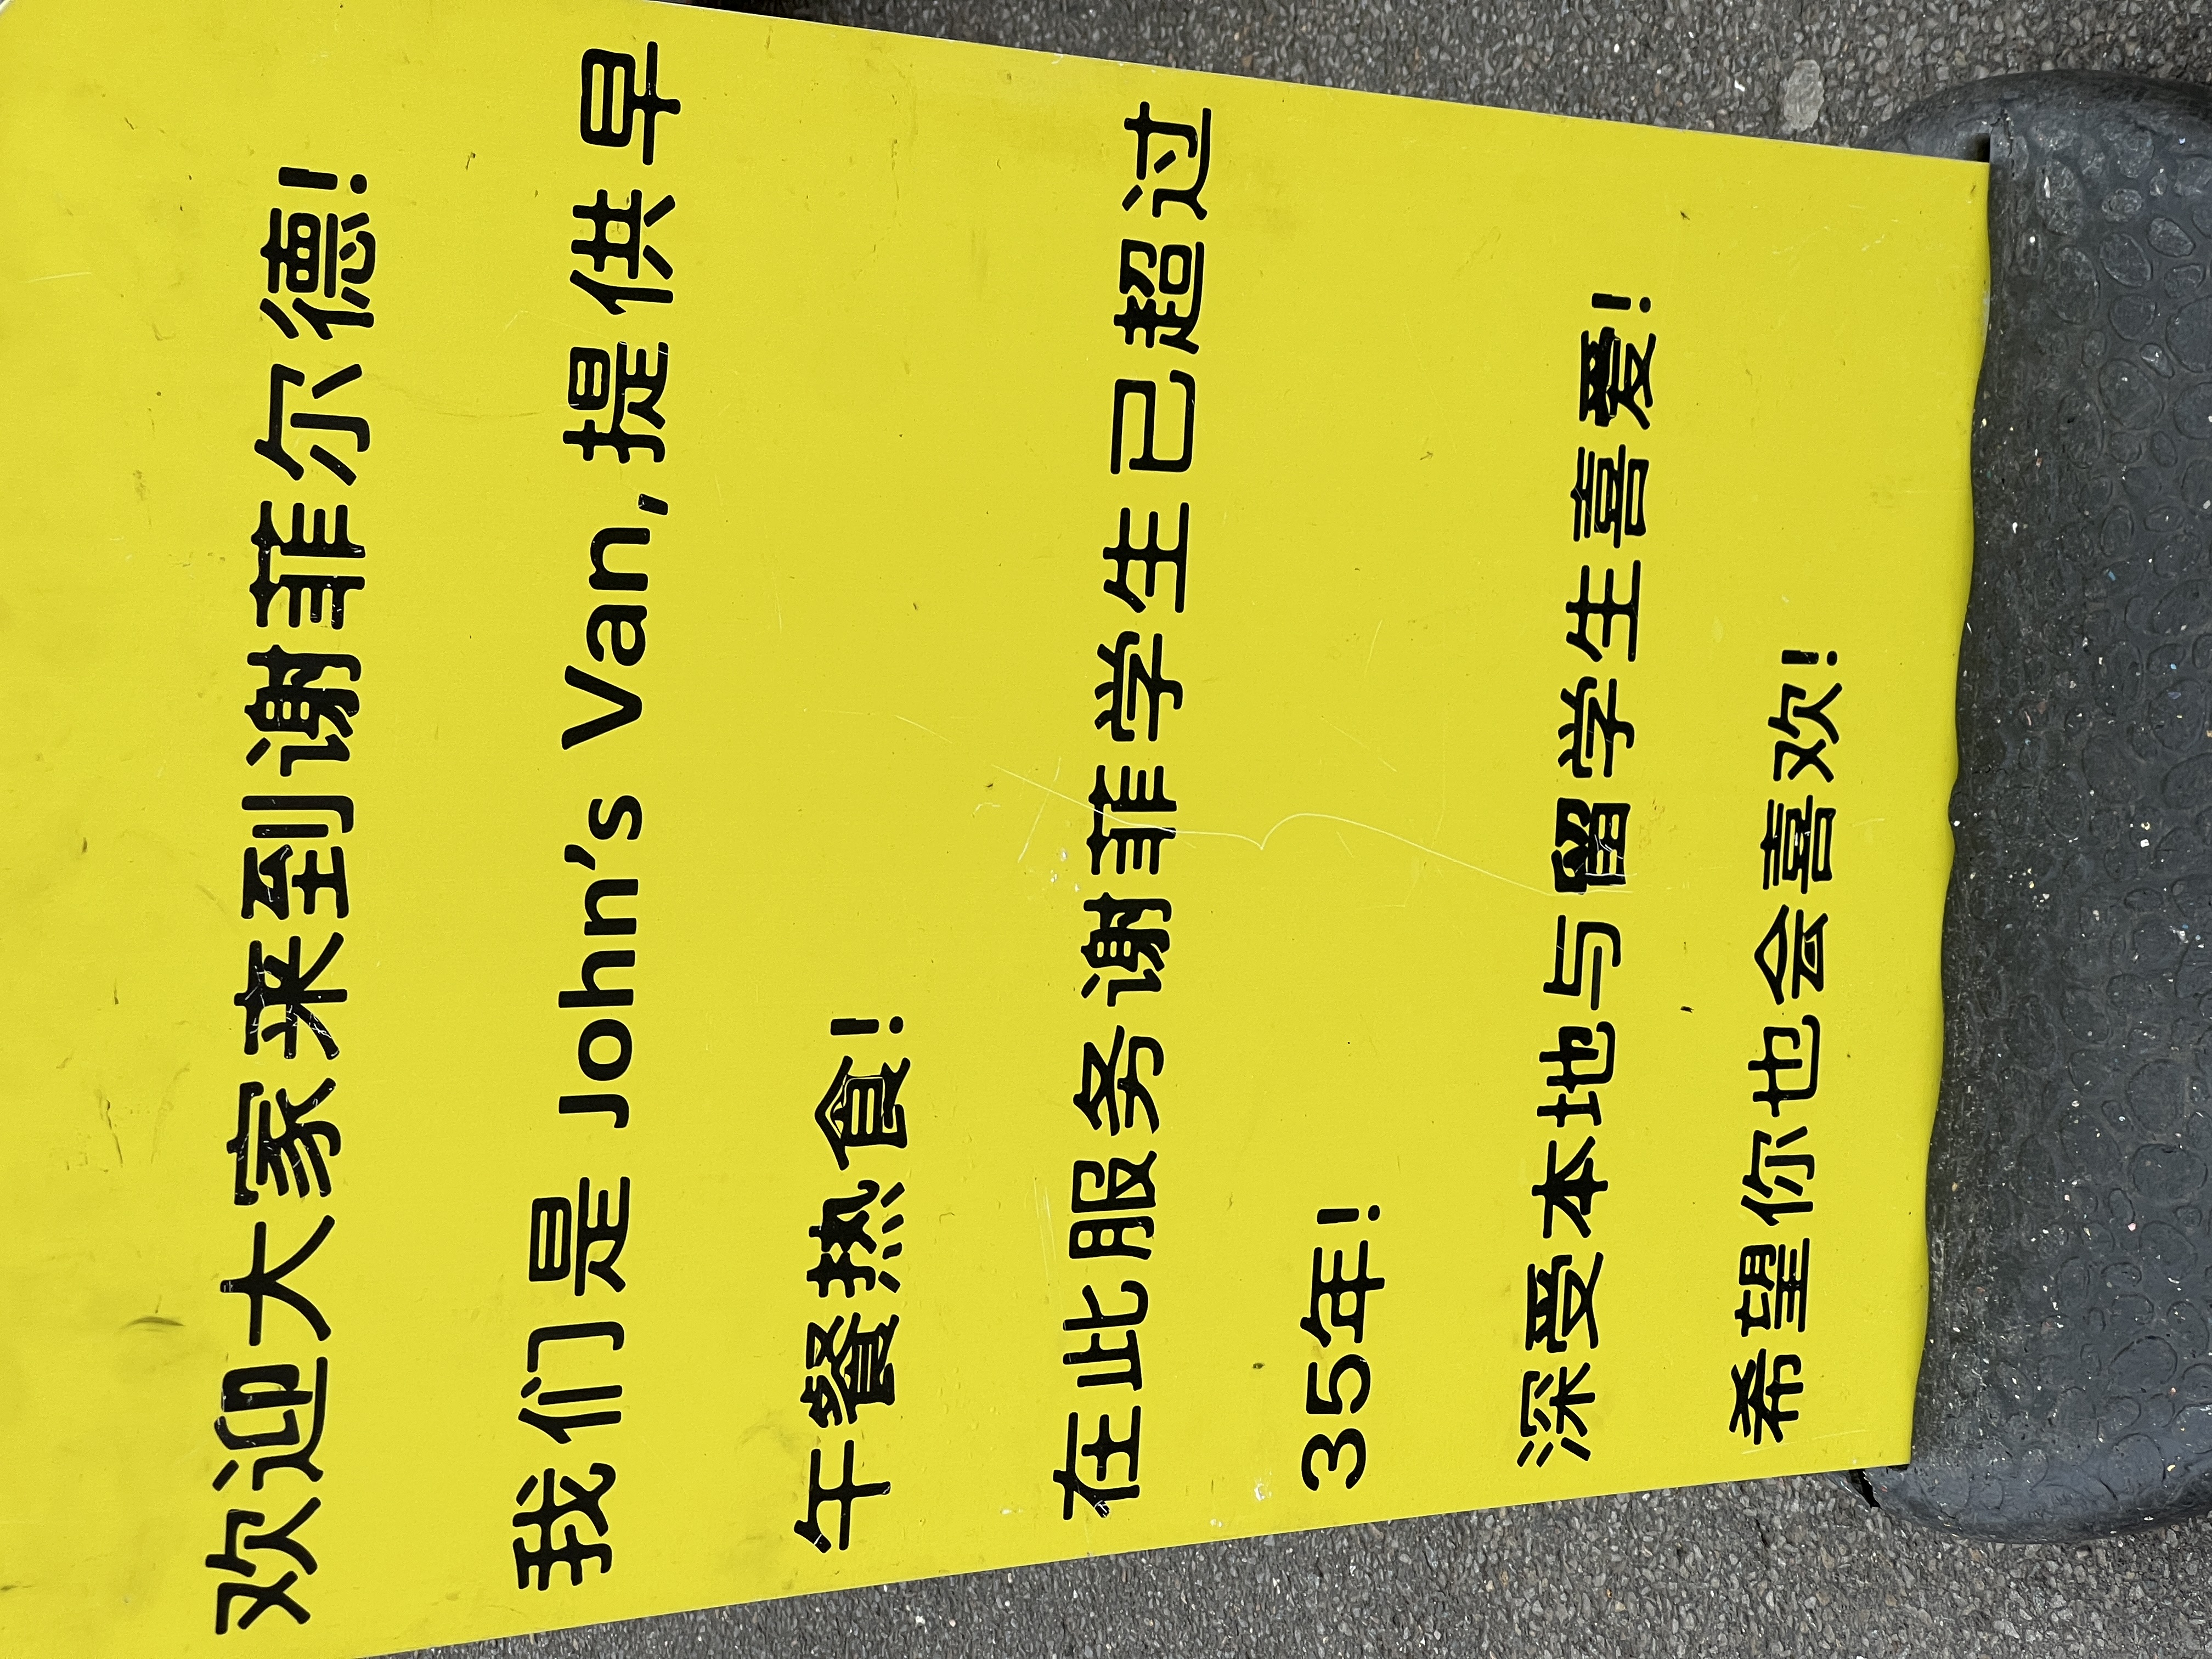 欢迎大家来到谢菲尔德!
我们是 John's Van, 提供早
午餐热食!
在此服务谢菲学生已超过
35年!
深受本地与留学生喜爱!
希望你也会喜欢!